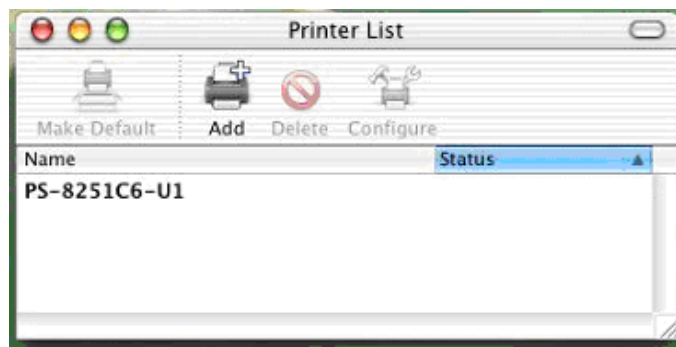 Printer List
Make Default Add Delete Configure
Name Status
PS-8251C6-U1